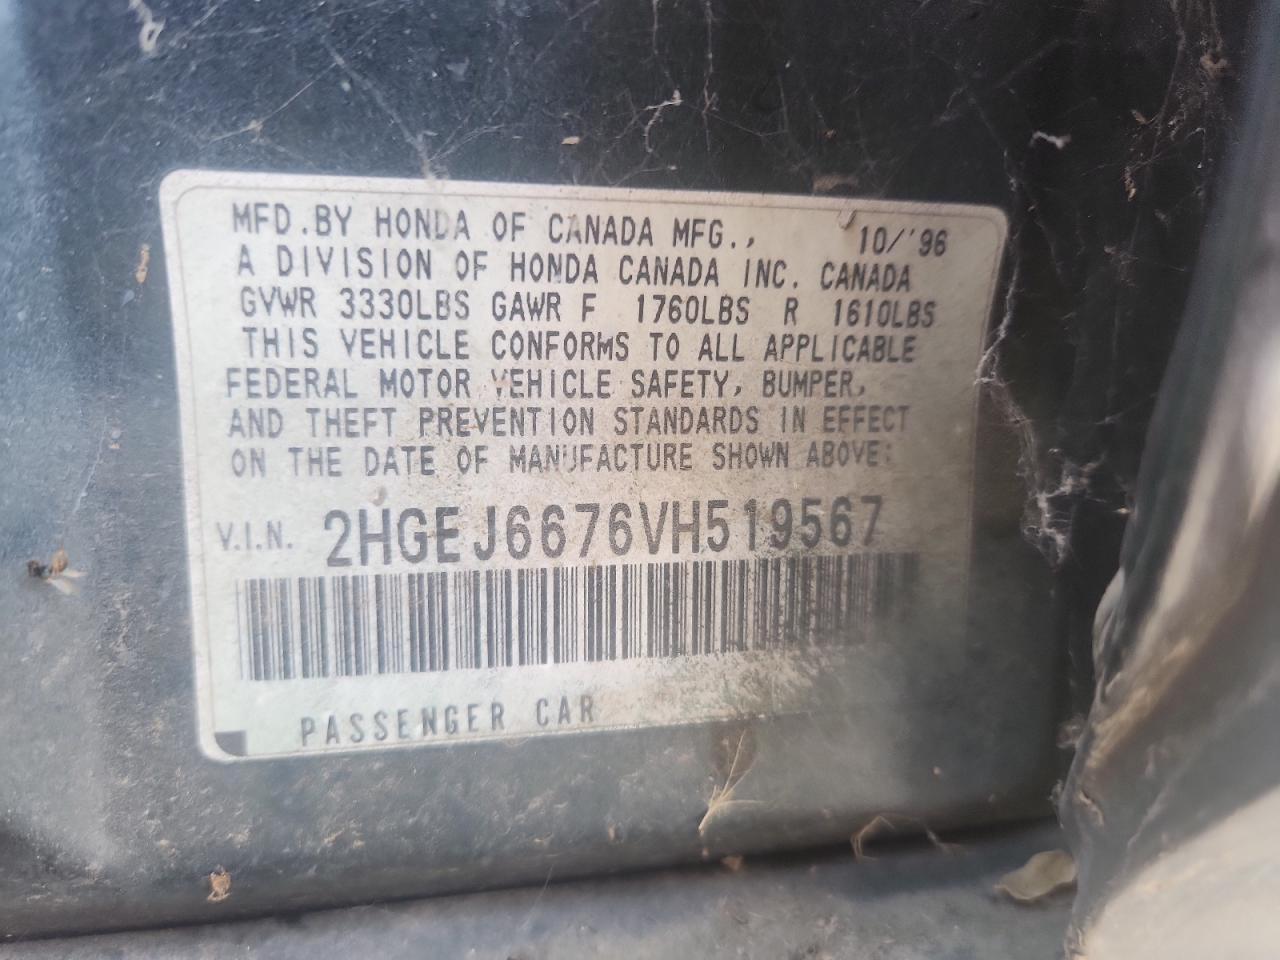 MFD.BY HONDA OF CANADA MFG., 10/'96
A DIVISION OF HONDA CANADA INC. CANADA
GVWR 3330LBS GAWR F 1760LBS R 1610LBS
THIS VEHICLE CONFORMS TO ALL APPLICABLE
FEDERAL MOTOR VEHICLE SAFETY, BUMPER,
AND THEFT PREVENTION STANDARDS IN EFFECT
ON THE DATE OF MANUFACTURE SHOWN ABOVE:
V.I.N. 2HGEJ6676VH519567
PASSENGER CAR